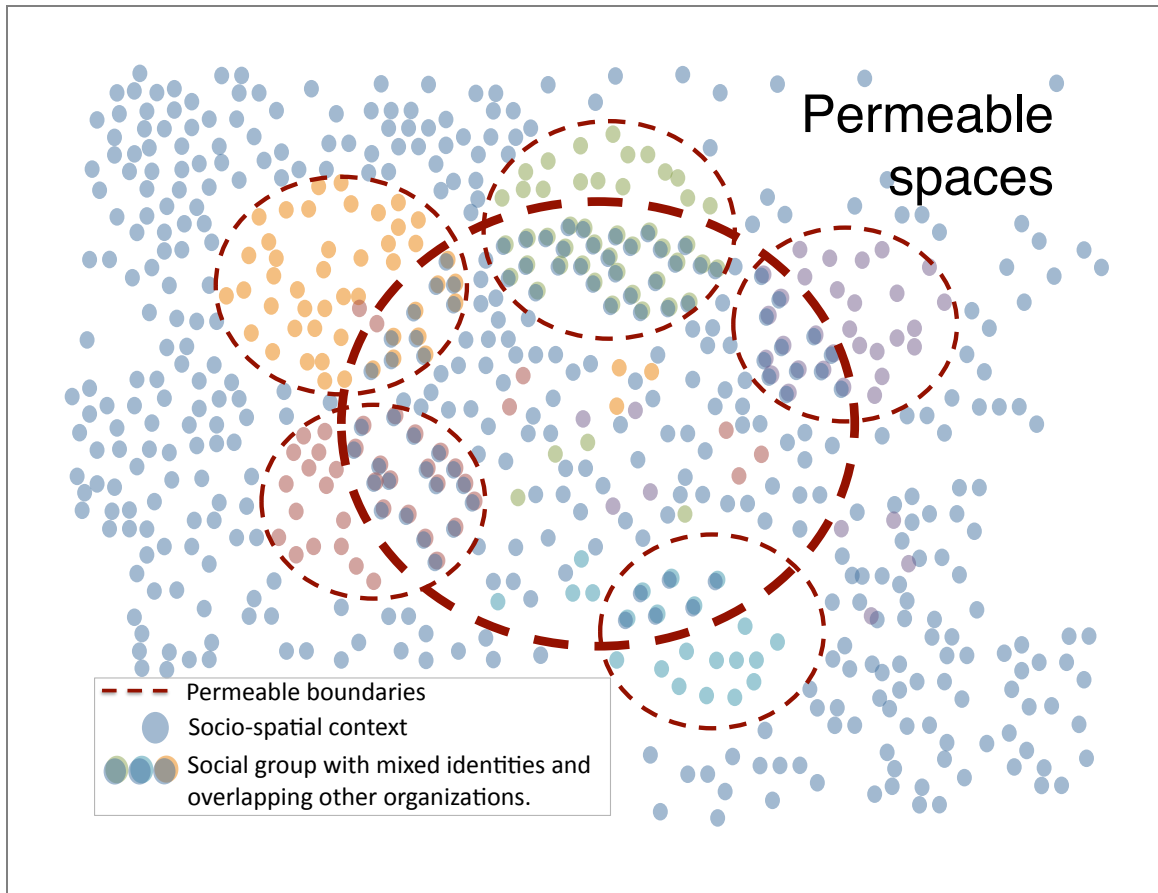 Permeable
spaces
Permeable boundaries
Socio-spatial context
Social group with mixed identities and
overlapping other organizations.